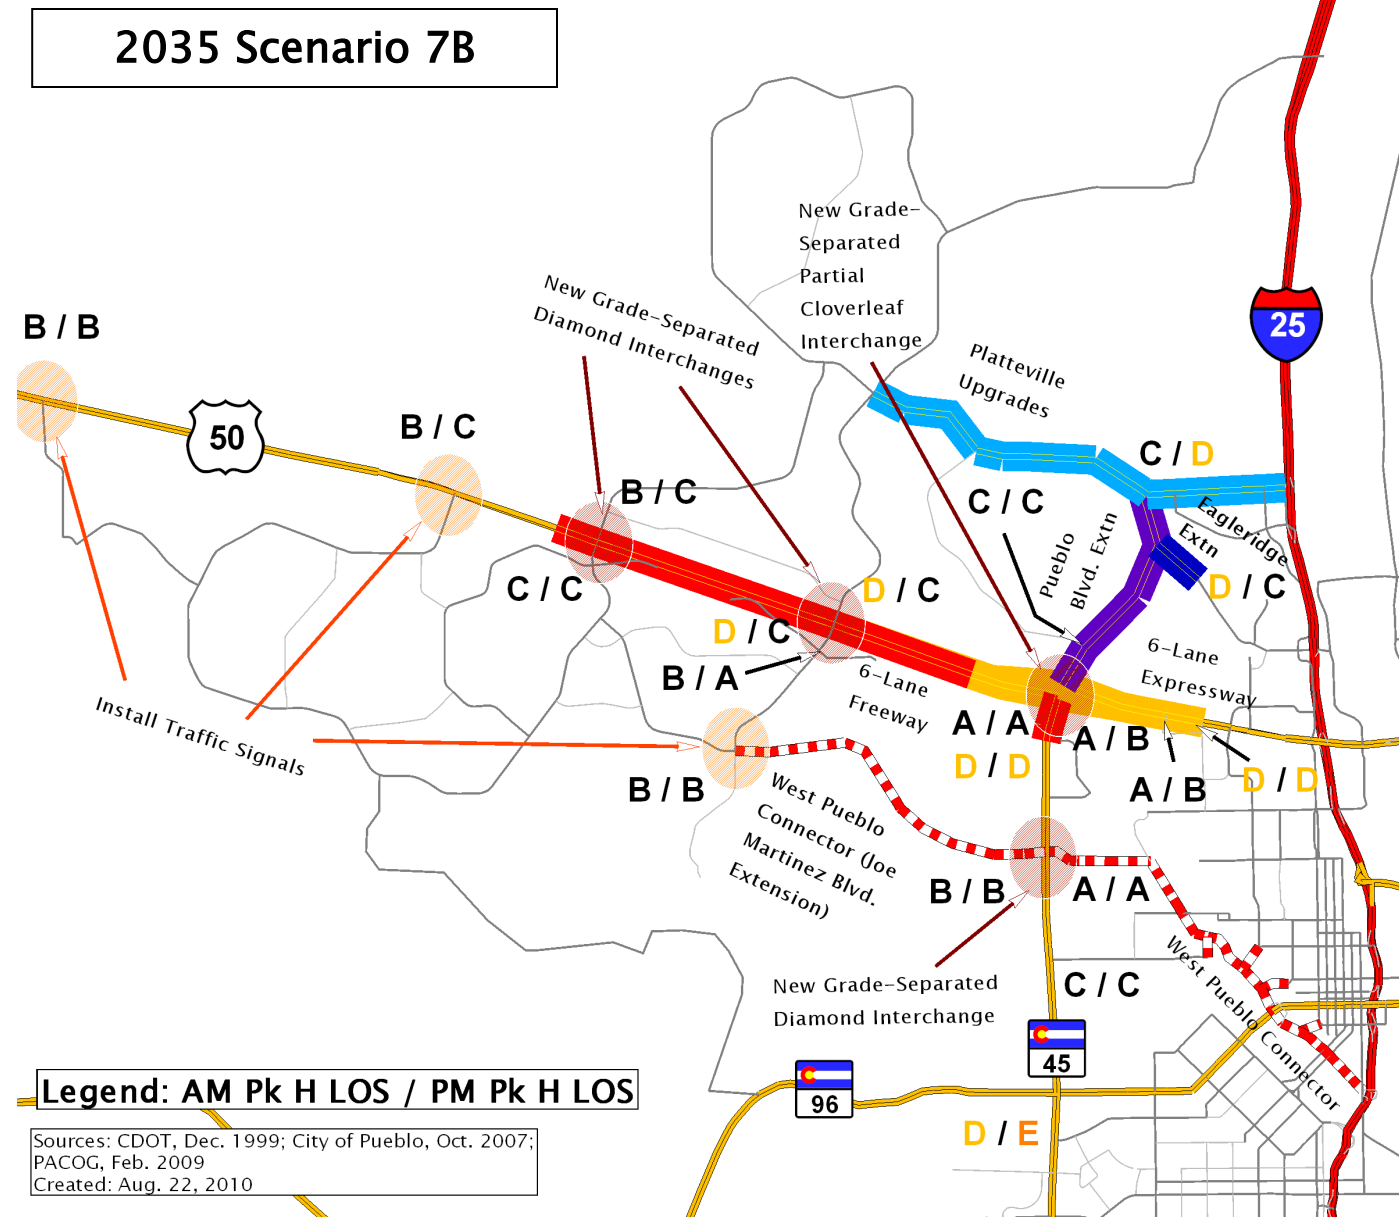 2035 Scenario 7B
New Grade-
Separated
Partial
Cloverleaf
Interchange
B / B
25
New Grade-Separated
Diamond Interchanges
Platteville
Upgrades
50
B / C
C / D
B / C
C / C
Eagleridge
Extn
Pueblo
Blvd. Extn
C / C
D / C
D / C
D / C
B / A
6-Lane
Expressway
6-Lane
Freeway
Install Traffic Signals
A / A
A / B
D / D
D / D
B / B
A / B
West Pueblo
Connector (Joe
Martinez Blvd.
Extension)
B / B
A / A
West Pueblo Connector
New Grade-Separated
Diamond Interchange
C / C
45
96
Legend: AM Pk H LOS / PM Pk H LOS
D / E
Sources: CDOT, Dec. 1999; City of Pueblo, Oct. 2007;
PACOG, Feb. 2009
Created: Aug. 22, 2010